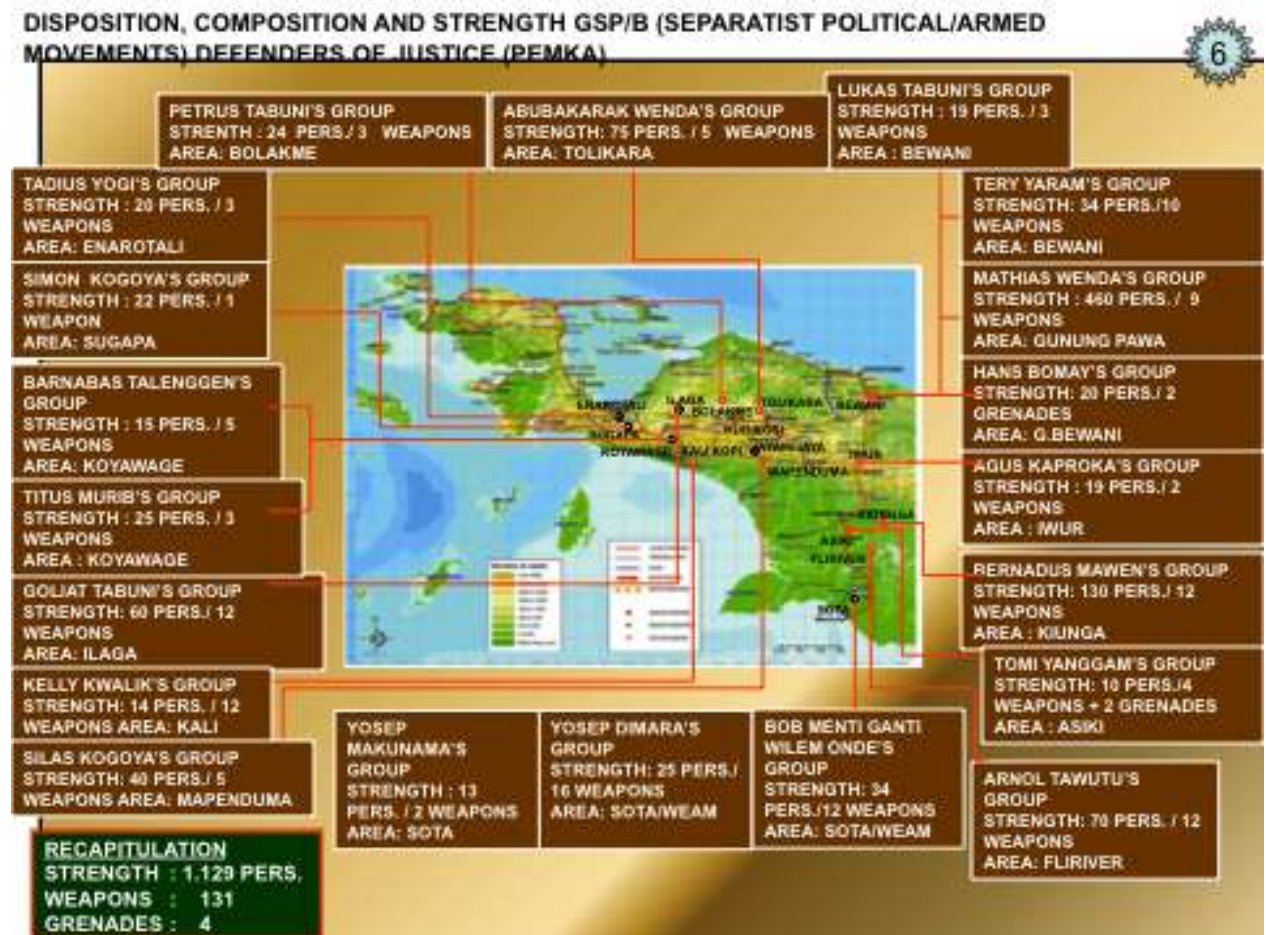 DISPOSITION, COMPOSITION AND STRENGTH GSP/B (SEPARATIST POLITICAL/ARMED
MOVEMENTS) DEFENDERS OF JUSTICE (PEMKA)
6
PETRUS TABUNI'S GROUP
STRENTH : 24 PERS./ 3 WEAPONS
AREA: BOLAKME
ABUBAKARAK WENDA'S GROUP
STRENGTH: 75 PERS. / 5 WEAPONS
AREA: TOLIKARA
LUKAS TABUNI'S GROUP
STRENGTH : 19 PERS. / 3
WEAPONS
AREA : BEWANI
TADIUS YOGI'S GROUP
STRENGTH : 20 PERS. / 3
WEAPONS
AREA: ENAROTALI
SIMON KOGOYA'S GROUP
STRENGTH : 22 PERS. / 1
WEAPON
AREA: SUGAPA
BARNABAS TALENGGEN'S
GROUP
STRENGTH : 15 PERS. / 5
WEAPONS
AREA: KOYAWAGE
TITUS MURIB'S GROUP
STRENGTH : 25 PERS. / 3
WEAPONS
AREA : KOYAWAGE
GOLIAT TABUNI'S GROUP
STRENGTH: 60 PERS./ 12
WEAPONS
AREA: ILAGA
KELLY KWALIK'S GROUP
STRENGTH: 14 PERS. / 12
WEAPONS AREA: KALI
SILAS KOGOYA'S GROUP
STRENGTH: 40 PERS./ 5
WEAPONS AREA: MAPENDUMA
TERY YARAM'S GROUP
STRENGTH: 34 PERS./10
WEAPONS
AREA: BEWANI
MATHIAS WENDA'S GROUP
STRENGTH : 460 PERS. / 9
WEAPONS
AREA: GUNUNG PAWA
HANS BOMAY'S GROUP
STRENGTH: 20 PERS./ 2
GRENADES
AREA: G.BEWANI
AGUS KAPROKA'S GROUP
STRENGTH : 19 PERS./ 2
WEAPONS
AREA : IWUR
BERNADUS MAWEN'S GROUP
STRENGTH: 130 PERS./ 12
WEAPONS
AREA : KIUNGA
TOMI YANGGAM'S GROUP
STRENGTH: 10 PERS./4
WEAPONS + 2 GRENADES
AREA : ASIKI
ARNOL TAWUTU'S
GROUP
STRENGTH: 70 PERS. / 12
WEAPONS
AREA: FLIRIVER
YOSEP
MAKUNAMA'S
GROUP
STRENGTH : 13
PERS. / 2 WEAPONS
AREA: SOTA
YOSEP DIMARA'S
GROUP
STRENGTH: 25 PERS./
16 WEAPONS
AREA: SOTA/WEAM
BOB MENTI GANTI
WILEM ONDE'S
GROUP
STRENGTH: 34
PERS./12 WEAPONS
AREA: SOTA/WEAM
ILAGA
BOLAKME
TOLIKARA
BEWANI
KOYAWAGE
KALI KOPI
MAPENDUMA
IWUR
ASIKI
FLIRIVER
SOTA
RECAPITULATION
STRENGTH : 1.129 PERS.
WEAPONS : 131
GRENADES : 4